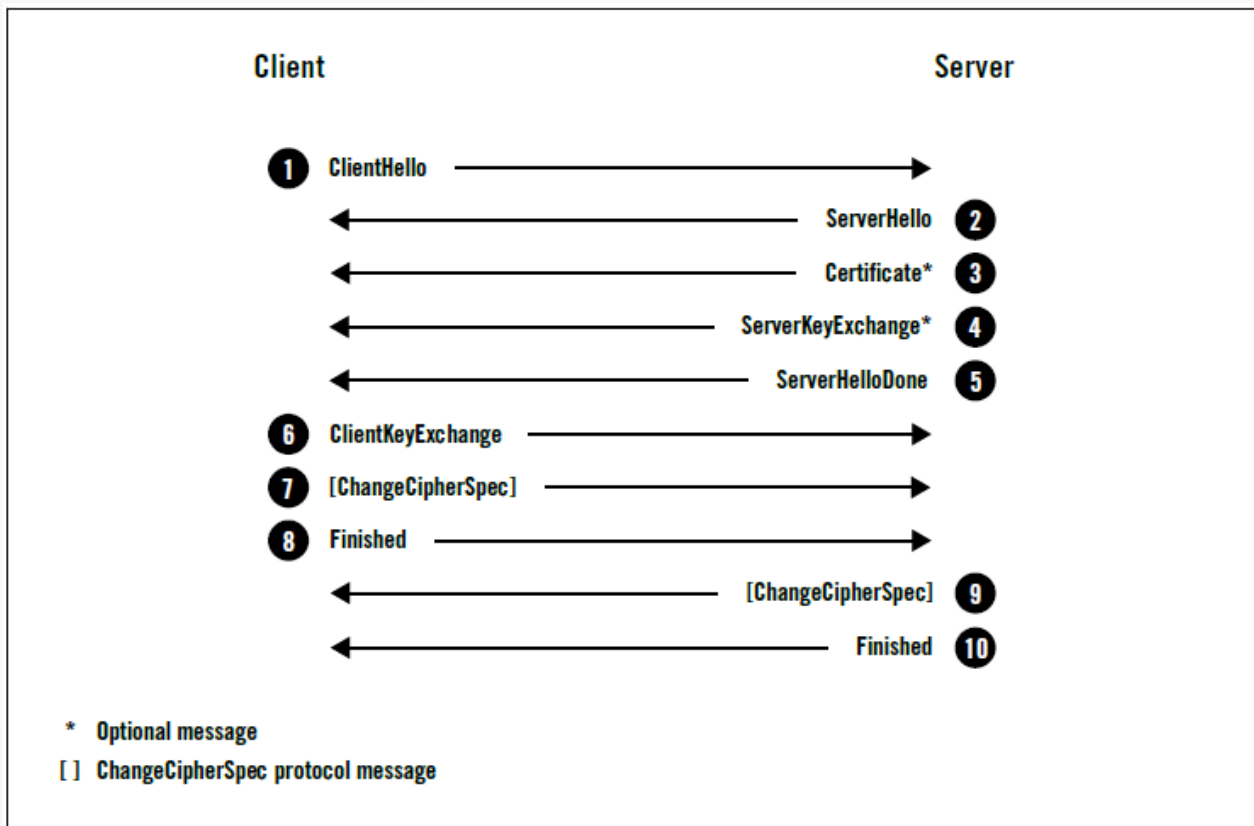 Client Server
1 ClientHello
ServerHello 2
Certificate* 3
ServerKeyExchange* 4
ServerHelloDone 5
6 ClientKeyExchange
7 [ChangeCipherSpec]
8 Finished
[ChangeCipherSpec] 9
Finished 10
* Optional message
[ ] ChangeCipherSpec protocol message